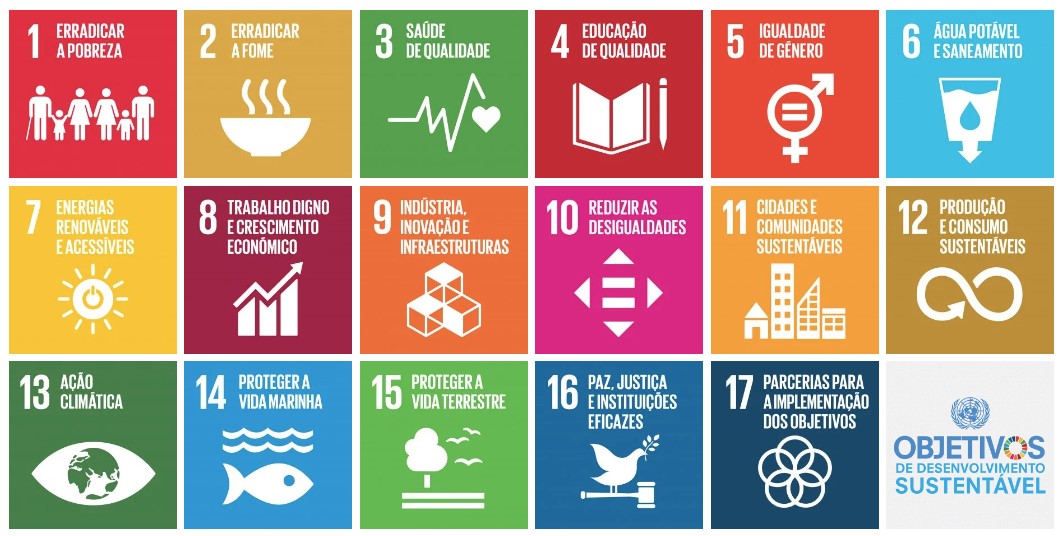 1 ERRADICAR
A POBREZA
2 ERRADICAR
A FOME
3 SAÚDE
DE QUALIDADE
4 EDUCAÇÃO
DE QUALIDADE
5 IGUALDADE
DE GÉNERO
6 ÁGUA POTÁVEL
E SANEAMENTO
7 ENERGIAS
RENOVÁVEIS
E ACESSÍVEIS
8 TRABALHO DIGNO
E CRESCIMENTO
ECONÓMICO
9 INDÚSTRIA,
INOVAÇÃO E
INFRAESTRUTURAS
10 REDUZIR AS
DESIGUALDADES
11 CIDADES E
COMUNIDADES
SUSTENTÁVEIS
12 PRODUÇÃO
E CONSUMO
SUSTENTÁVEIS
13 AÇÃO
CLIMÁTICA
14 PROTEGER A
VIDA MARINHA
15 PROTEGER A
VIDA TERRESTRE
16 PAZ, JUSTIÇA
E INSTITUIÇÕES
EFICAZES
17 PARCERIAS PARA
A IMPLEMENTAÇÃO
DOS OBJETIVOS
OBJETIVOS
DE DESENVOLVIMENTO
SUSTENTÁVEL